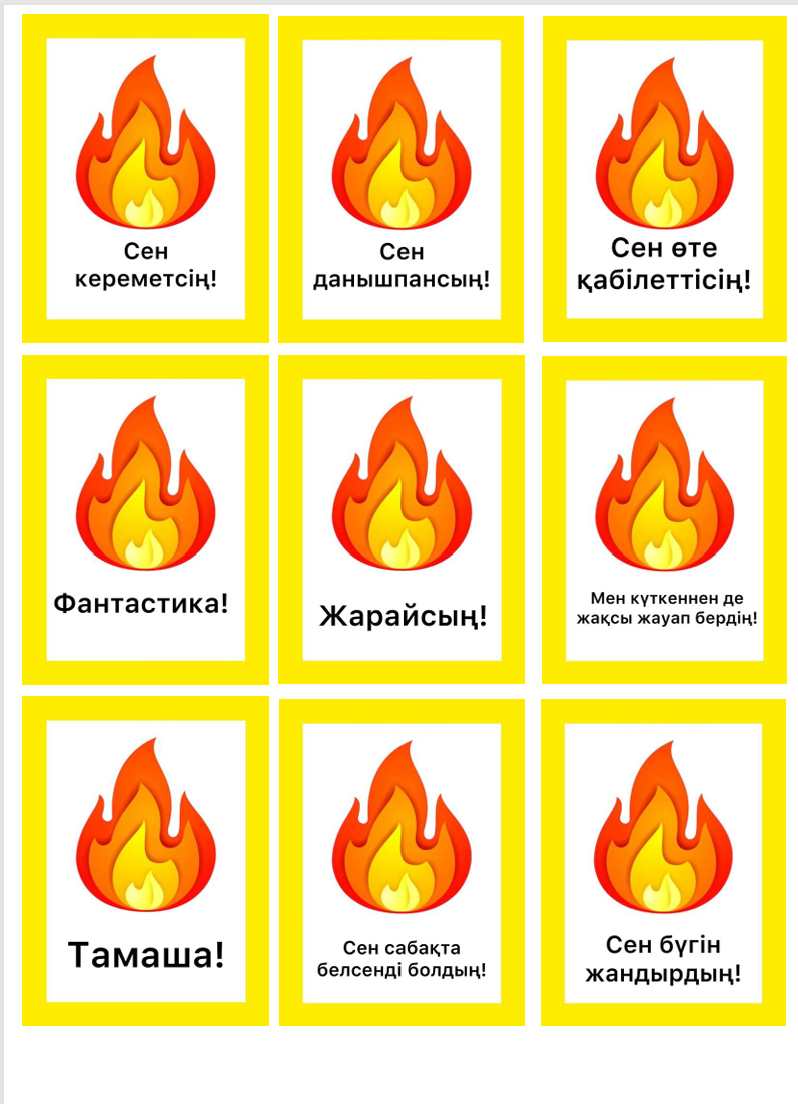 Сен
кереметсің!
Сен
данышпансың!
Сен өте
қабілеттісің!
Фантастика!
Жарайсың!
Мен күткеннен де
жақсы жауап бердің!
Тамаша!
Сен сабақта
белсенді болдың!
Сен бүгін
жандырдың!